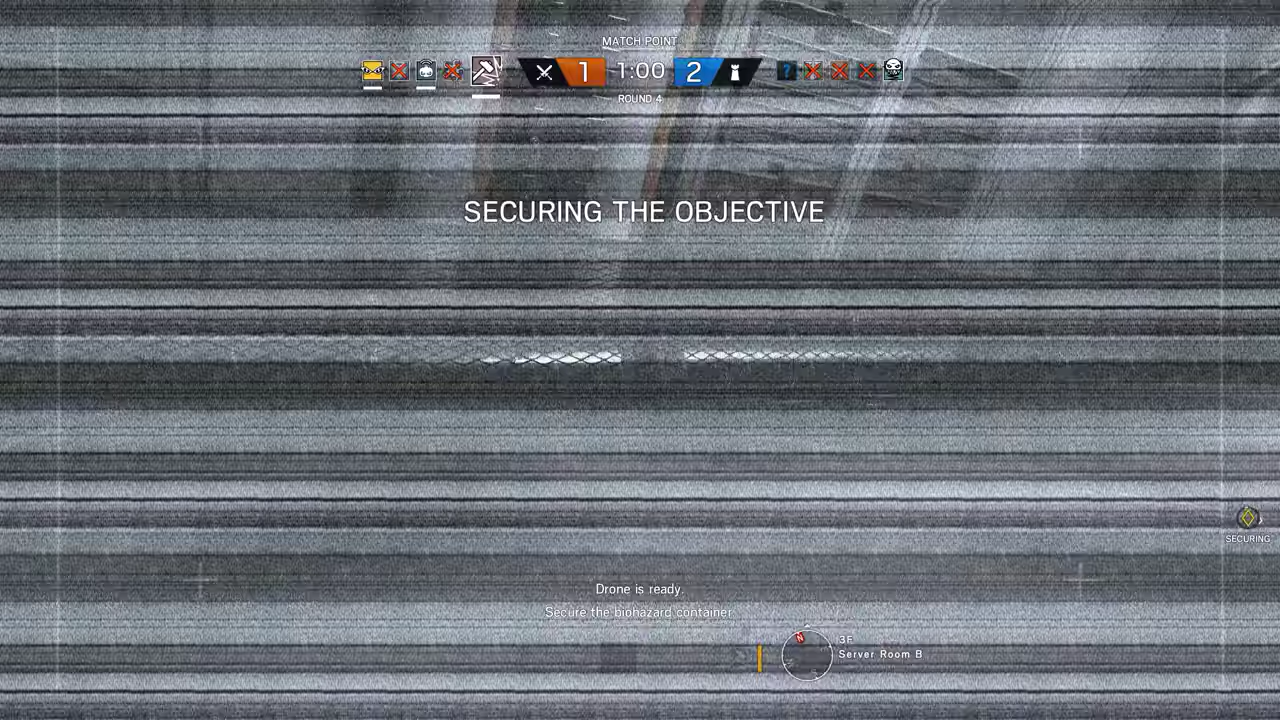 MATCH POINT
1 1:00 2
?
ROUND 4
SECURING THE OBJECTIVE
SECURING
Drone is ready.
Secure the biohazard container
N
3F
Server Room B